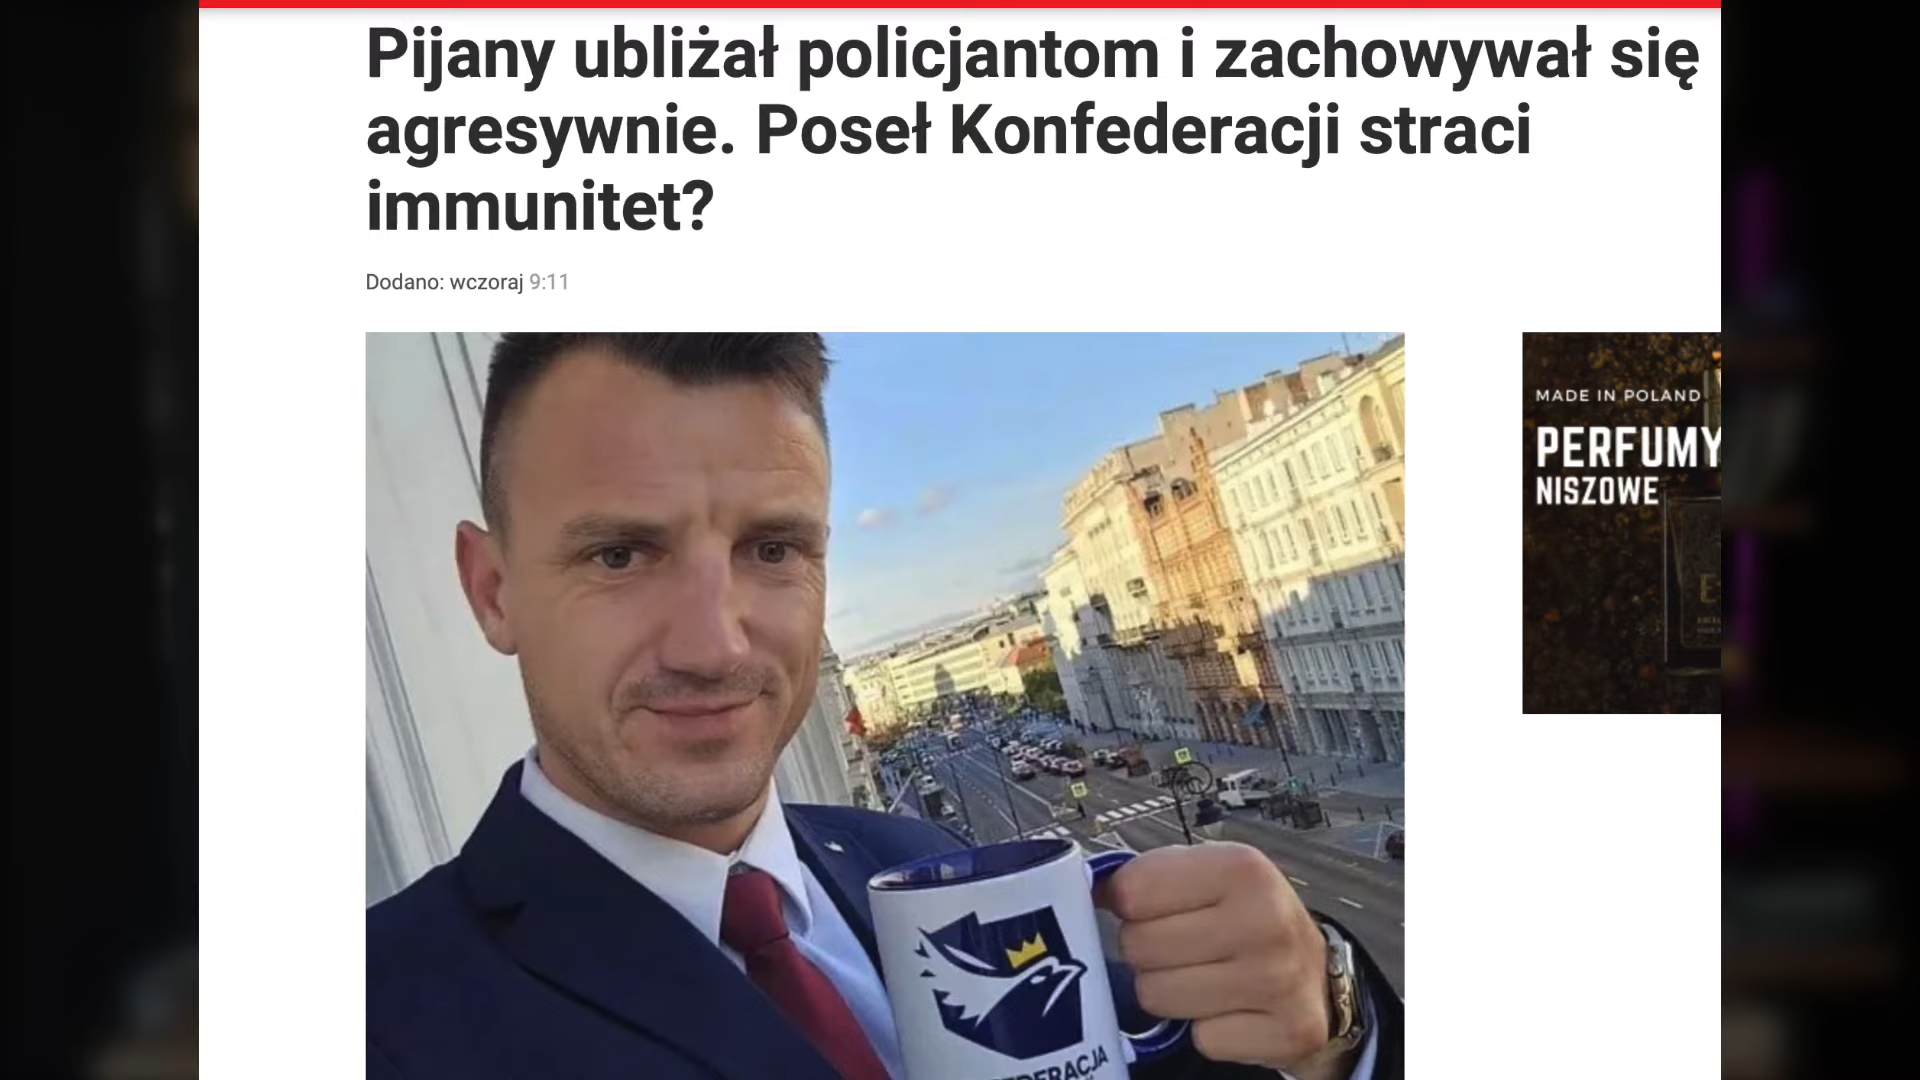 Pijany ubliżał policjantom i zachowywał się
agresywnie. Poseł Konfederacji straci
immunitet?
Dodano: wczoraj 9:11
MADE IN POLAND
PERFUMY
NISZOWE